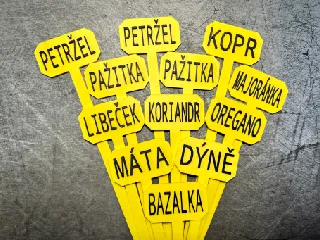 PETRŽEL
PETRŽEL
KOPR
PAŽITKA
PAŽITKA
MAJORÁNKA
LIBEČEK
KORIANDR
OREGANO
MÁTA
DÝNĚ
BAZALKA